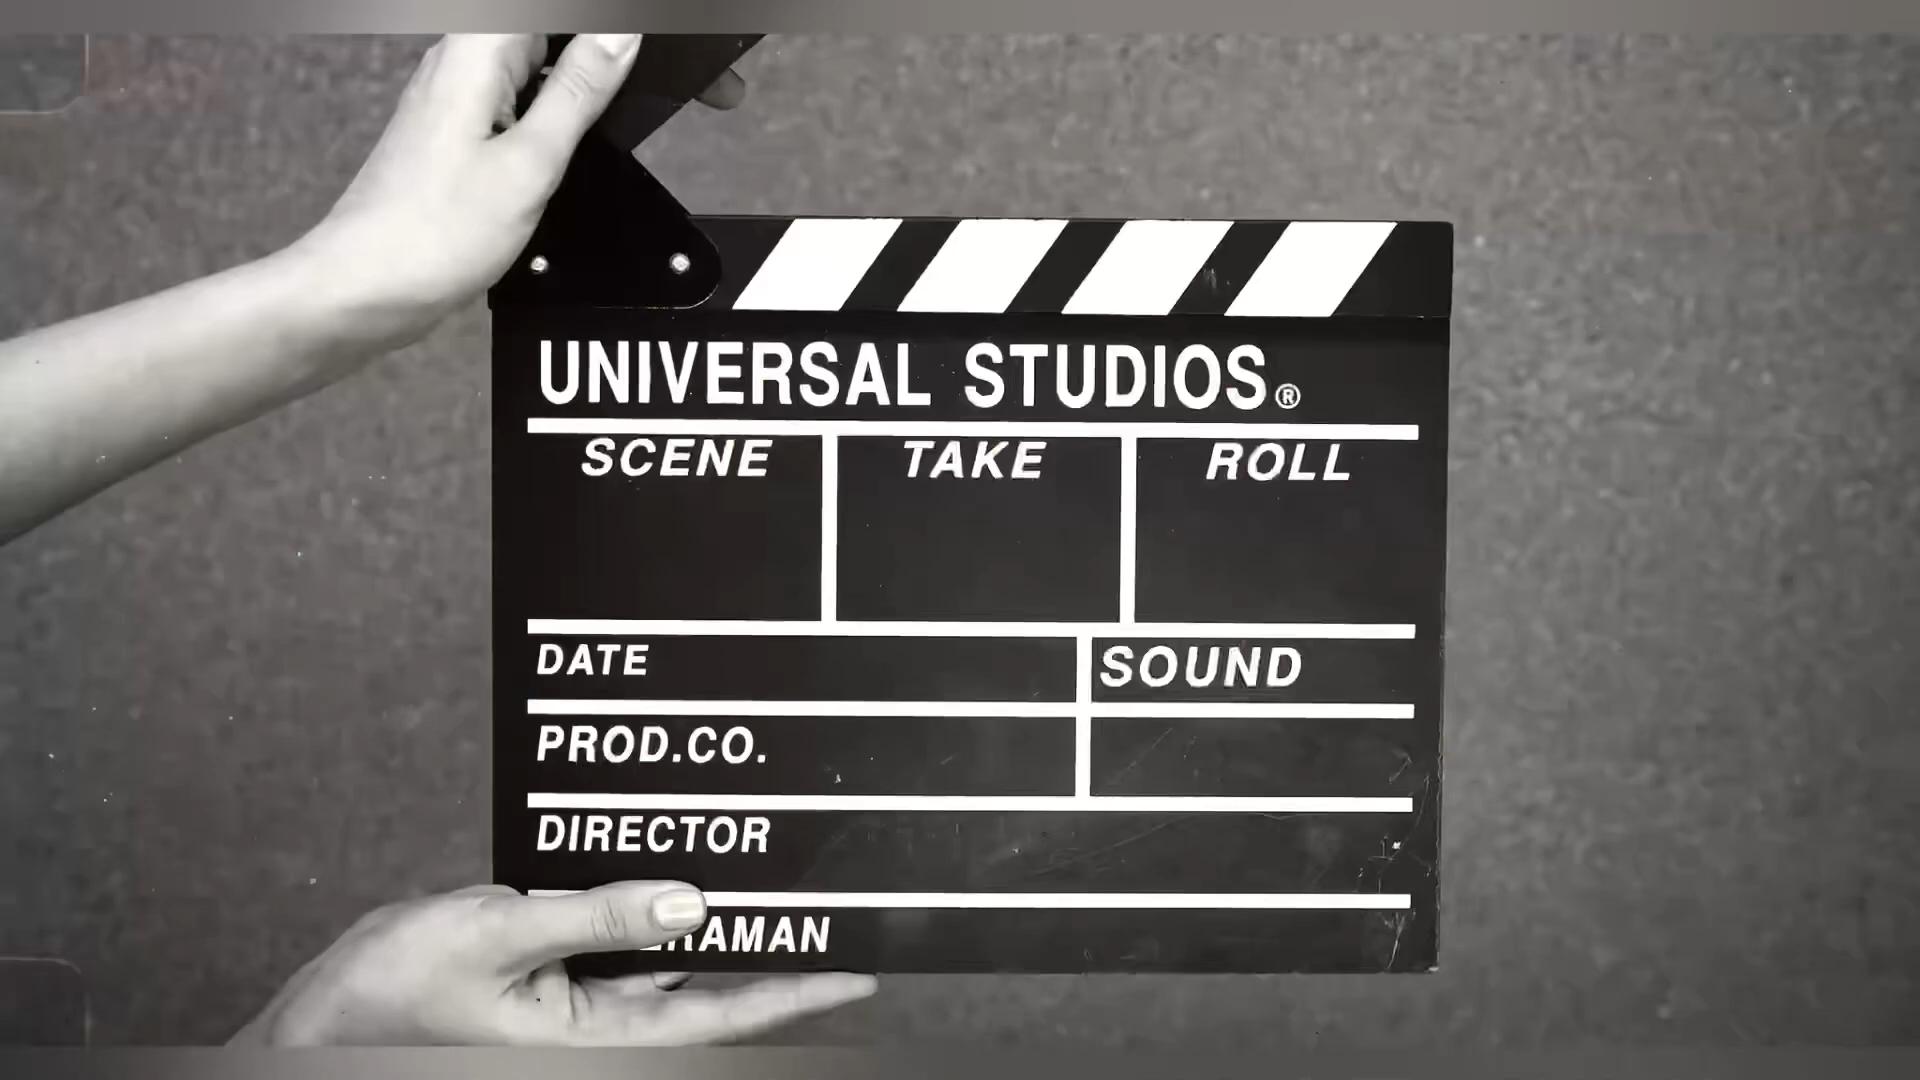 UNIVERSAL STUDIOS®
SCENE TAKE ROLL
DATE SOUND
PROD.CO.
DIRECTOR